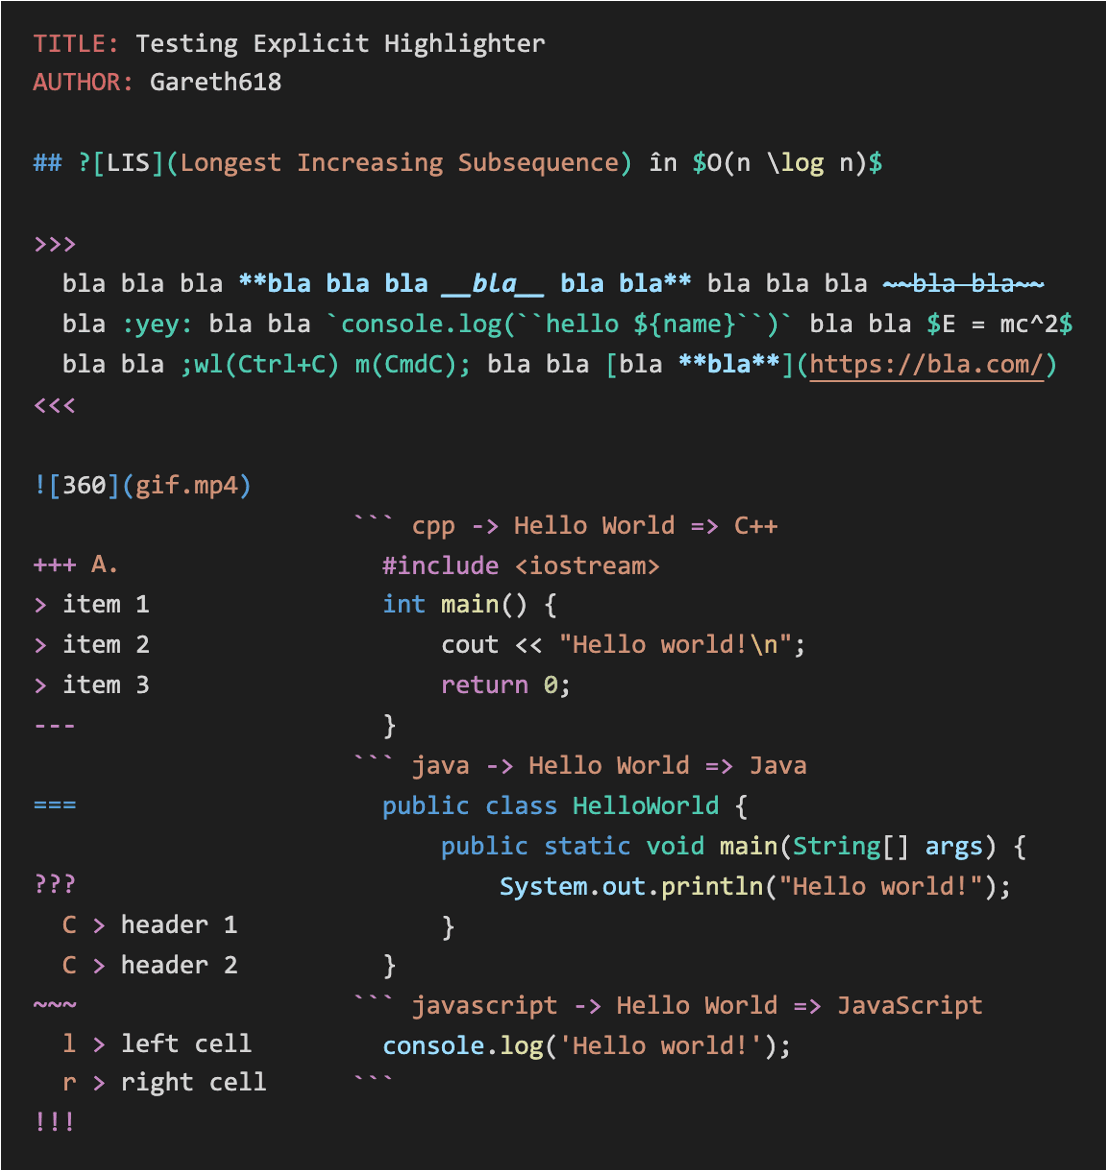 TITLE: Testing Explicit Highlighter
AUTHOR: Gareth618
## ?[LIS](Longest Increasing Subsequence) în $O(n \log n)$
>>>
bla bla bla **bla bla bla __bla__ bla bla** bla bla bla ~~bla bla~~
bla :yey: bla bla `console.log(``hello ${name}``)` bla bla $E = mc^2$
bla bla ;wl(Ctrl+C) m(CmdC); bla bla [bla **bla**](https://bla.com/)
<<<
![360](gif.mp4)
+++ A.
> item 1
> item 2
> item 3
---
===
???
C > header 1
C > header 2
~~~
l > left cell
r > right cell
!!!
``` cpp -> Hello World => C++
#include <iostream>
int main() {
cout << "Hello world!\n";
return 0;
}
``` java -> Hello World => Java
public class HelloWorld {
public static void main(String[] args) {
System.out.println("Hello world!");
}
}
``` javascript -> Hello World => JavaScript
console.log('Hello world!');
```